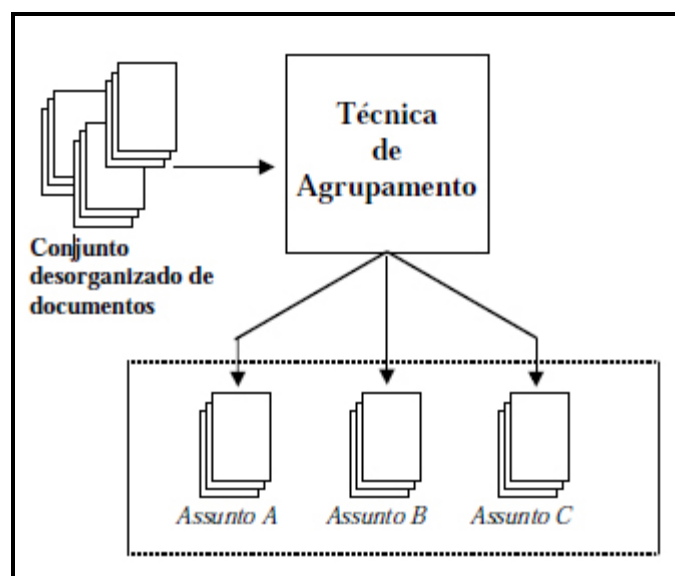 Técnica
de
Agrupamento
Conjunto
desorganizado de
documentos
Assunto A
Assunto B
Assunto C